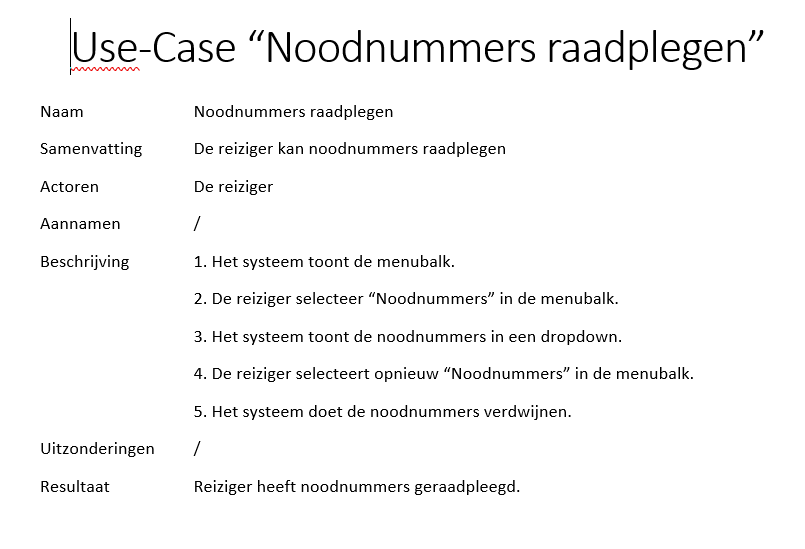 Use-Case “Noodnummers raadplegen”
Naam Noodnummers raadplegen
Samenvatting De reiziger kan noodnummers raadplegen
Actoren De reiziger
Aannamen /
Beschrijving 1. Het systeem toont de menubalk.
2. De reiziger selecteer “Noodnummers” in de menubalk.
3. Het systeem toont de noodnummers in een dropdown.
4. De reiziger selecteert opnieuw “Noodnummers” in de menubalk.
5. Het systeem doet de noodnummers verdwijnen.
Uitzonderingen /
Resultaat Reiziger heeft noodnummers geraadpleegd.